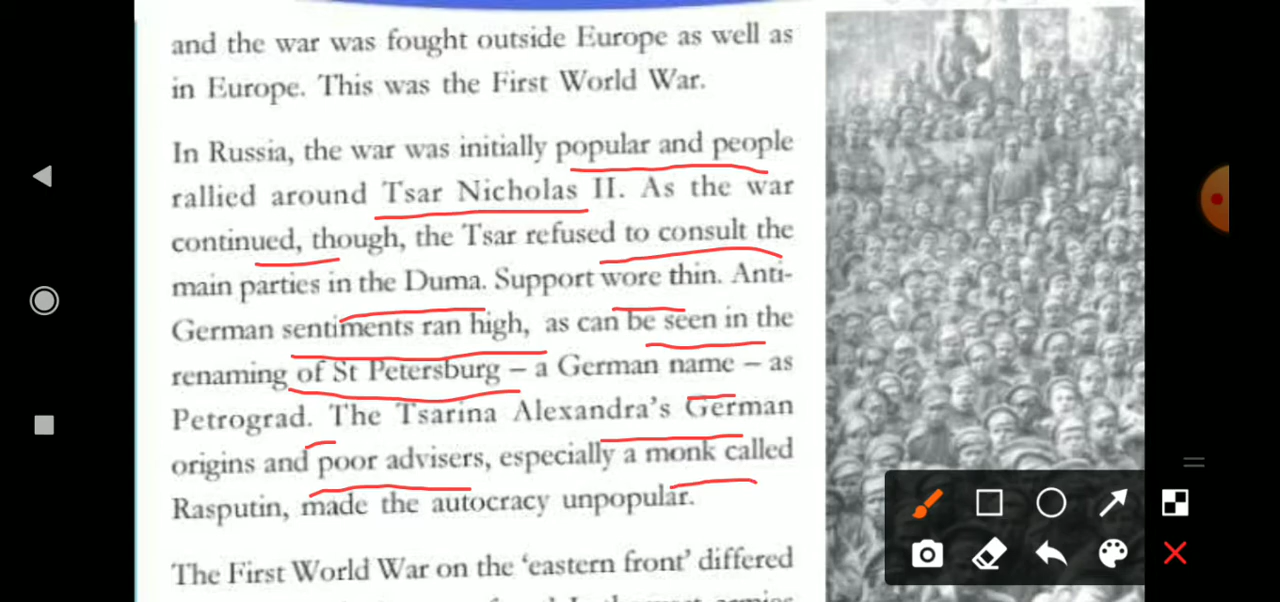 and the war was fought outside Europe as well as
in Europe. This was the First World War.
In Russia, the war was initially popular and people
rallied around Tsar Nicholas II. As the war
continued, though, the Tsar refused to consult the
main parties in the Duma. Support wore thin. Anti-
German sentiments ran high, as can be seen in the
renaming of St Petersburg – a German name – as
Petrograd. The Tsarina Alexandra's German
origins and poor advisers, especially a monk called
Rasputin, made the autocracy unpopular.
The First World War on the 'eastern front' differed